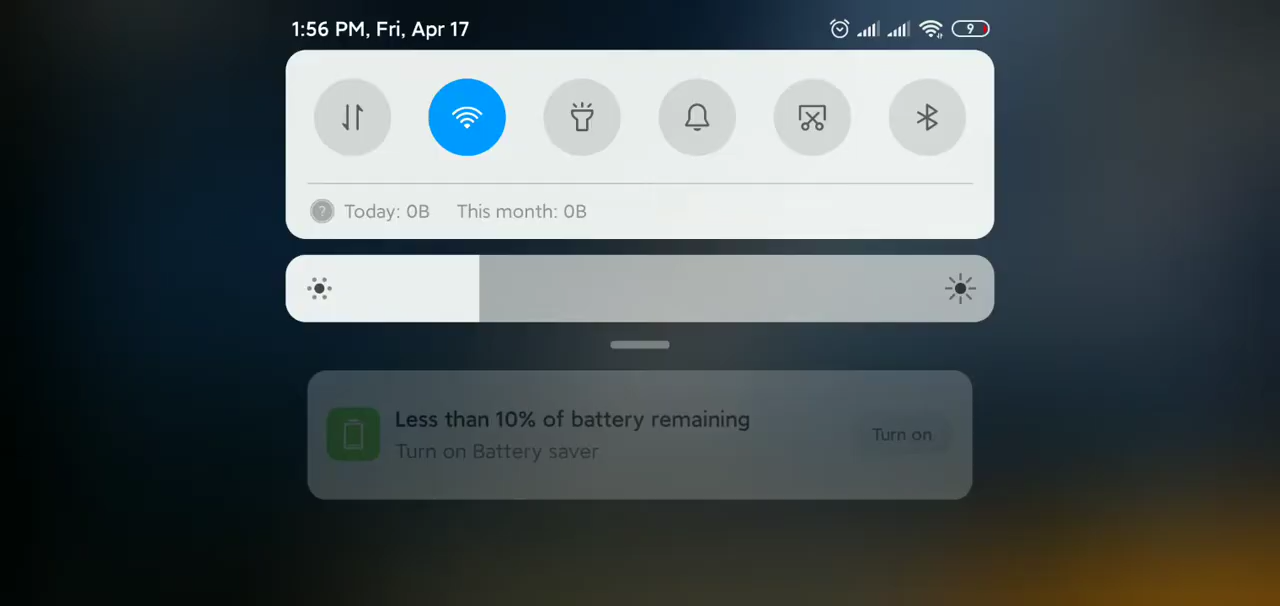 1:56 PM, Fri, Apr 17
9
?
Today: 0B This month: 0B
Less than 10% of battery remaining
Turn on Battery saver
Turn on